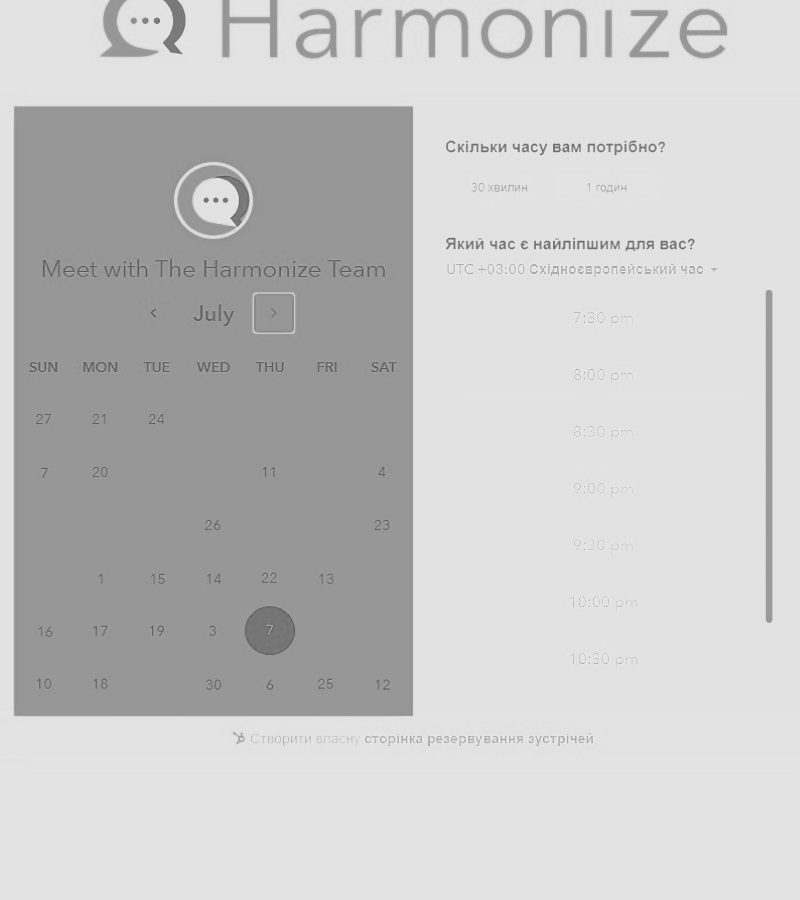 Harmonize
Meet with The Harmonize Team
July
SUN MON TUE WED THU FRI SAT
27 21 24
7 20 11 4
26 23
1 15 14 22 13
16 17 19 3 7
10 18 30 6 25 12
Скільки часу вам потрібно?
30 хвилин 1 годин
Який час є найліпшим для вас?
UTC +03:00 Східноєвропейський час
7:30 pm
8:00 pm
8:30 pm
9:00 pm
9:30 pm
10:00 pm
10:30 pm
Створити власну сторінка резервування зустрічей